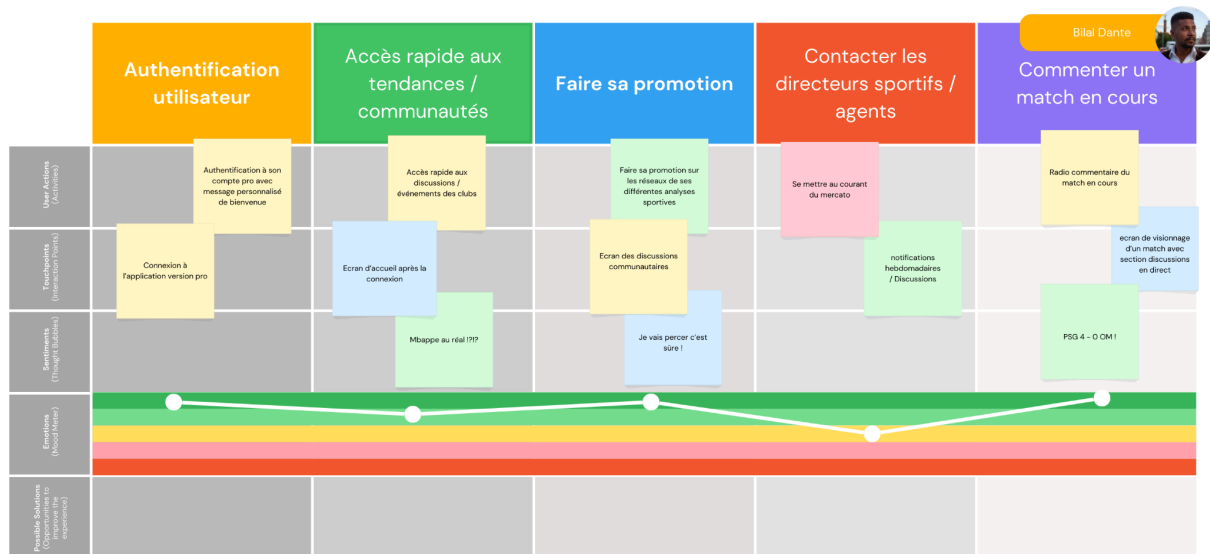 Bilal Dante
Authentification
utilisateur
Accès rapide aux
tendances /
communautés
Faire sa promotion
Contacter les
directeurs sportifs /
agents
Commenter un
match en cours
User Actions
(Activities)
Authentification à son
compte pro avec
message personnalisé
de bienvenue
Accès rapide aux
discussions /
événements des clubs
Faire sa promotion sur
les réseaux de ses
différentes analyses
sportives
Se mettre au courant
du mercato
Radio commentaire du
match en cours
Touchpoints
(Interaction Points)
Connexion à
l'application version pro
Ecran d'accueil après la
connexion
Ecran des discussions
communautaires
notifications
hebdomadaires
/ Discussions
ecran de visionnage
d'un match avec
section discussions
en direct
Sentiments
(Thought Bubbles)
Mbappe au réal !?!?
Je vais percer c'est
sûre !
PSG 4 - 0 OM !
Emotions
(Mood Meter)
Possible Solutions
(Opportunities to
improve the
experience)